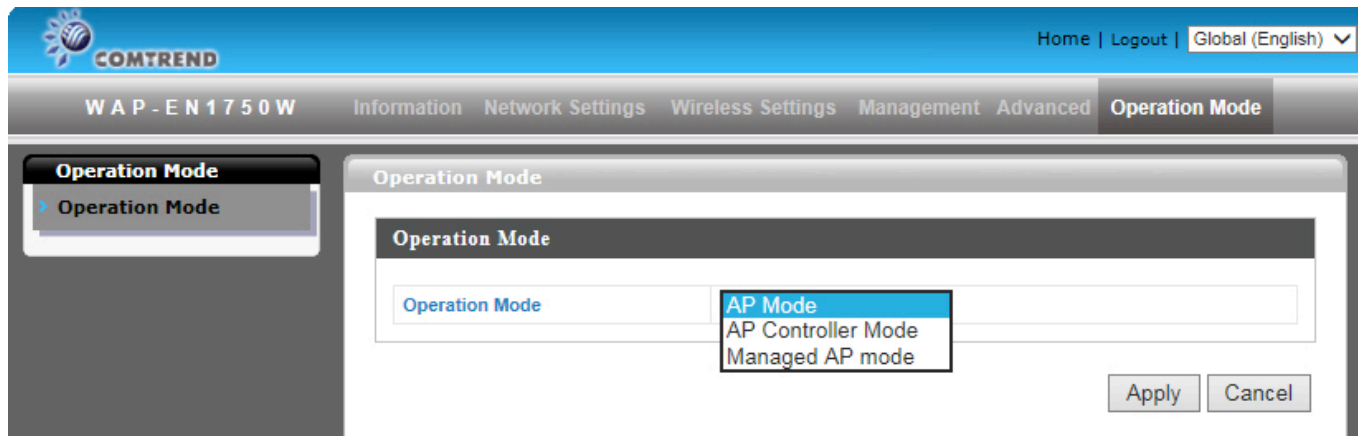 COMTREND
Home | Logout | Global (English)
WAP-EN1750W Information Network Settings Wireless Settings Management Advanced Operation Mode
Operation Mode
Operation Mode
Operation Mode
Operation Mode
Operation Mode
AP Mode
AP Controller Mode
Managed AP mode
Apply Cancel